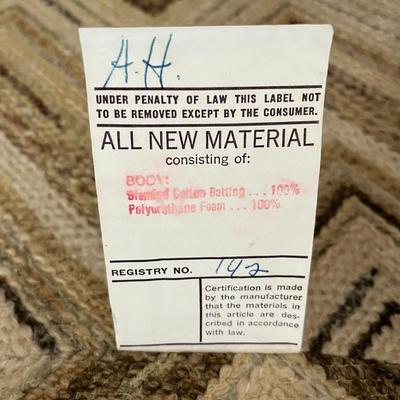 A.H.
UNDER PENALTY OF LAW THIS LABEL NOT
TO BE REMOVED EXCEPT BY THE CONSUMER.
ALL NEW MATERIAL
consisting of:
BODY:
Blended Cotton Batting . . . 100%
Polyurethane Foam . . . 100%
REGISTRY NO. 142
Certification is made
by the manufacturer
that the materials in
this article are des-
cribed in accordance
with law.